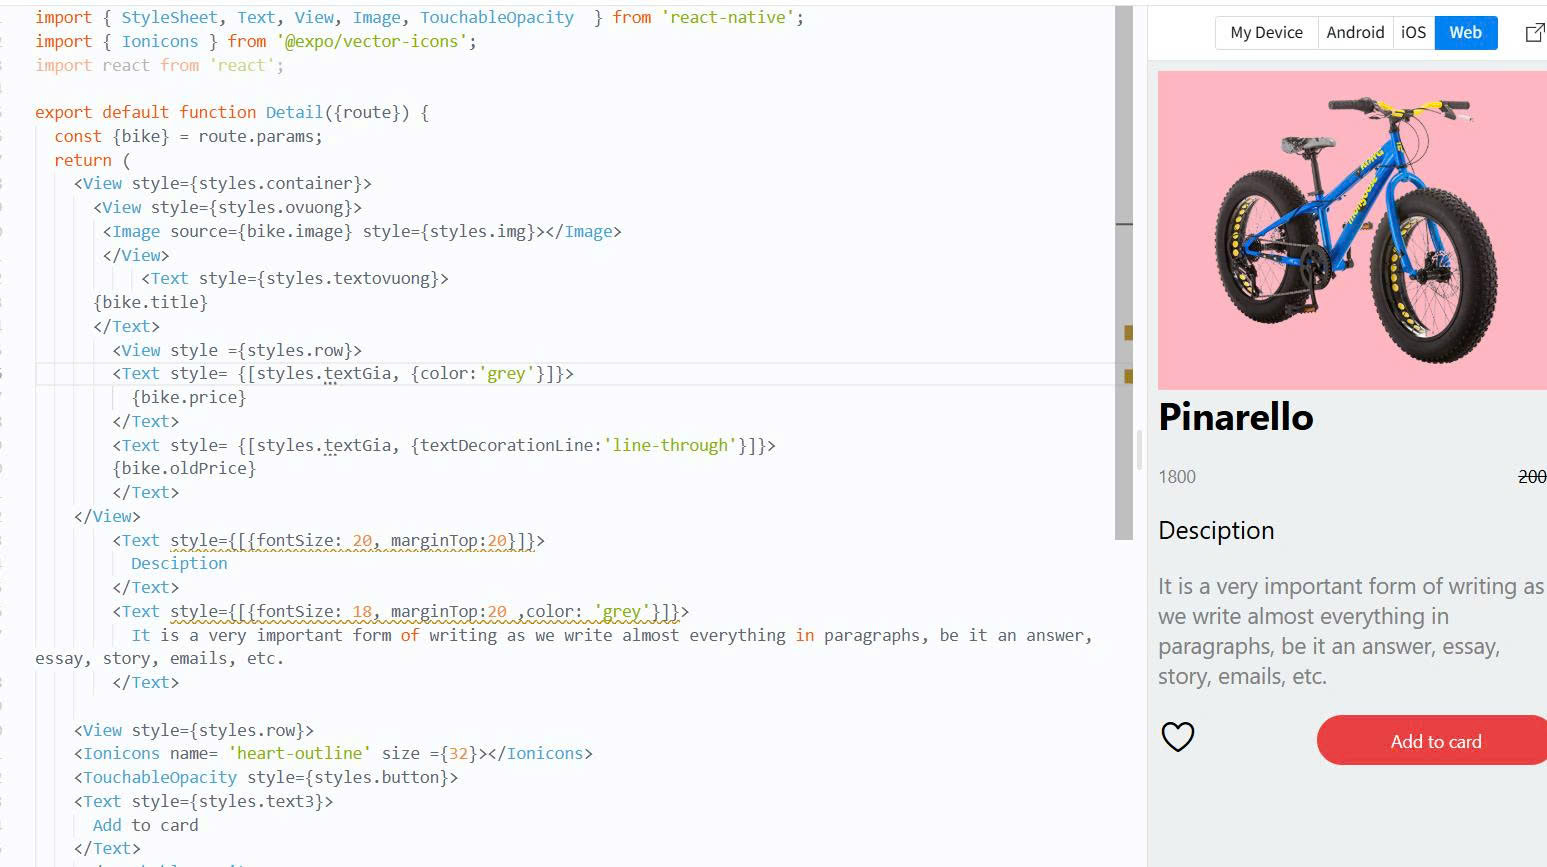 import { StyleSheet, Text, View, Image, TouchableOpacity  } from 'react-native';
import { Ionicons } from '@expo/vector-icons';
import react from 'react';
export default function Detail({route}) {
const {bike} = route.params;
return (
<View style={styles.container}>
<View style={styles.ovuong}>
<Image source={bike.image} style={styles.img}></Image>
</View>
<Text style={styles.textovuong}>
{bike.title}
</Text>
<View style ={styles.row}>
<Text style= {[styles.textGia, {color:'grey'}]}>
{bike.price}
</Text>
<Text style= {[styles.textGia, {textDecorationLine:'line-through'}]}>
{bike.oldPrice}
</Text>
</View>
<Text style={[{fontSize: 20, marginTop:20}]}>
Desciption
</Text>
<Text style={[{fontSize: 18, marginTop:20 ,color: 'grey'}]}>
It is a very important form of writing as we write almost everything in paragraphs, be it an answer,
essay, story, emails, etc.
</Text>
<View style={styles.row}>
<Ionicons name= 'heart-outline' size ={32}></Ionicons>
<TouchableOpacity style={styles.button}>
<Text style={styles.text3}>
Add to card
</Text>
My Device Android iOS Web
mongoose
Pinarello
1800 200
Desciption
It is a very important form of writing as
we write almost everything in
paragraphs, be it an answer, essay,
story, emails, etc.
Add to card